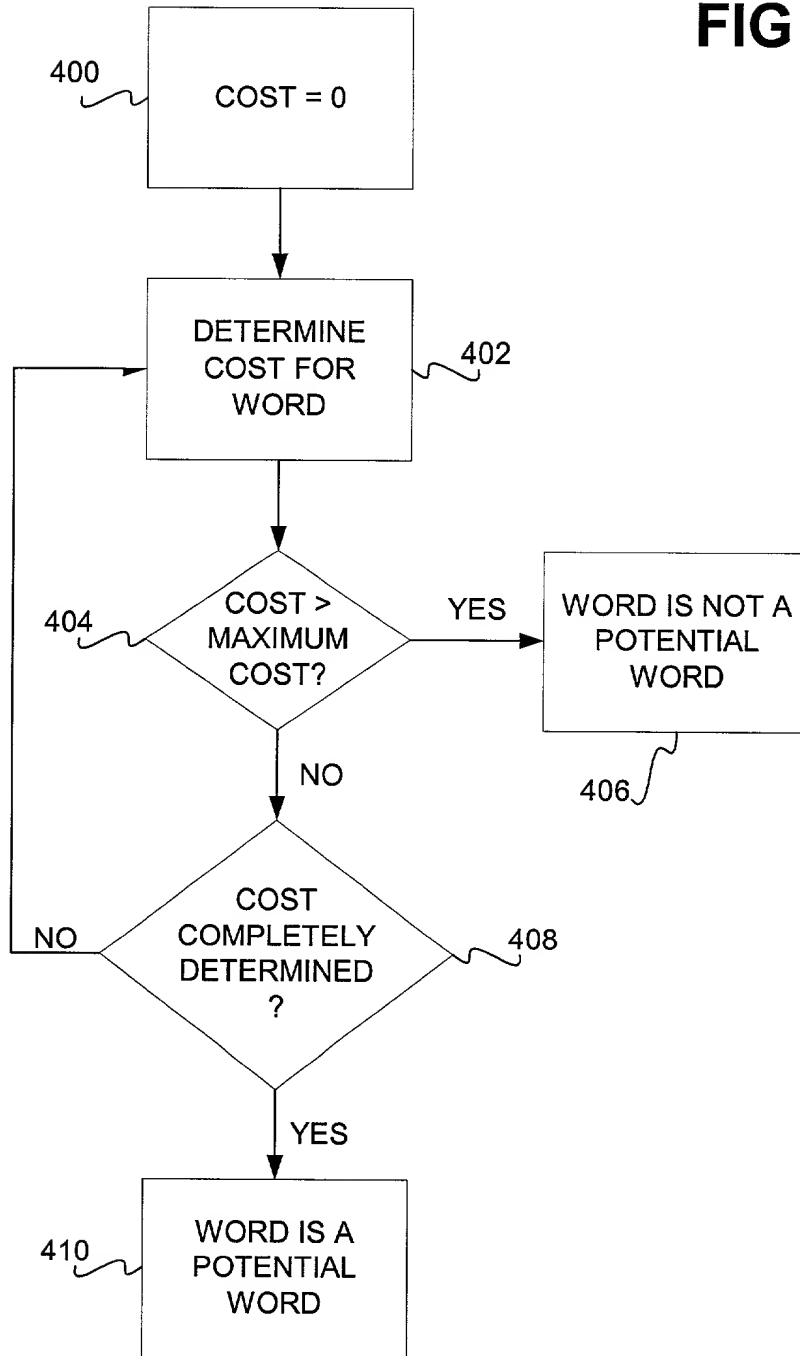 FIG
400
COST = 0
DETERMINE
COST FOR
WORD
402
404
COST >
MAXIMUM
COST?
YES
WORD IS NOT A
POTENTIAL
WORD
406
NO
COST
COMPLETELY
DETERMINED
?
408
NO
YES
410
WORD IS A
POTENTIAL
WORD